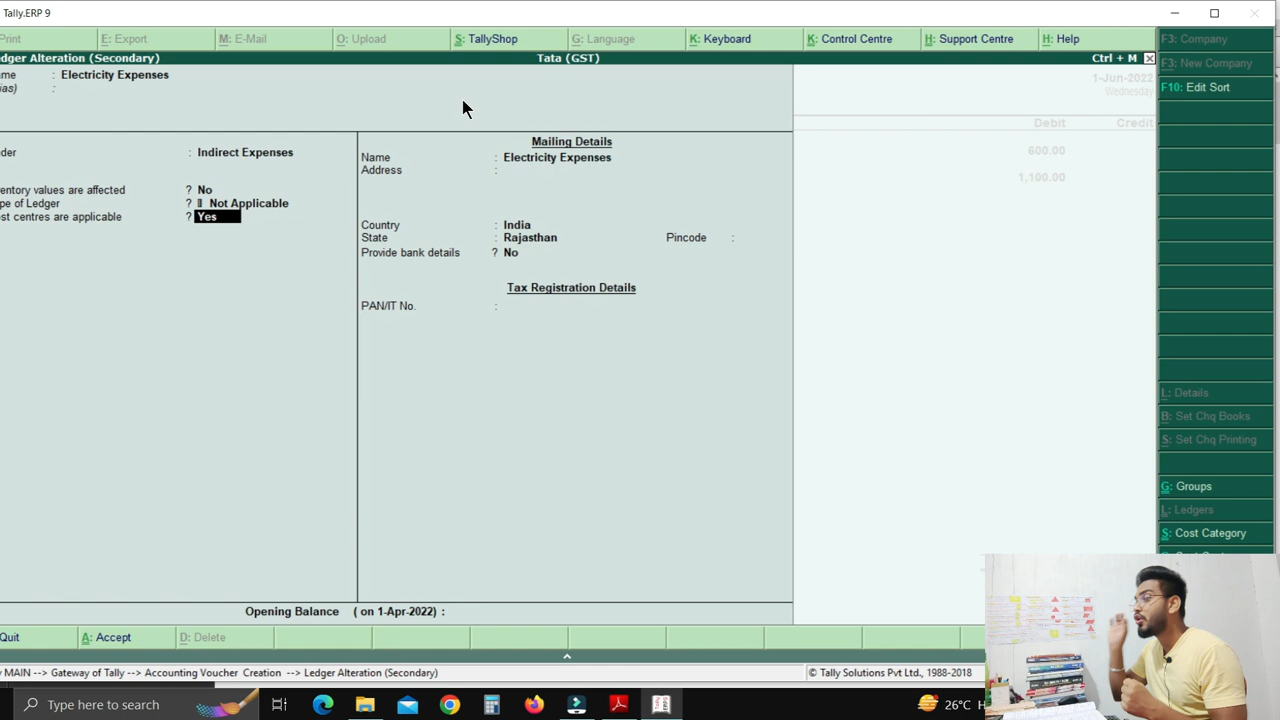 Tally.ERP 9
Print E: Export M: E-Mail O: Upload S: TallyShop G: Language K: Keyboard K: Control Centre H: Support Centre H: Help F3: Company
dger Alteration (Secondary) Tata (GST) Ctrl + M
me : Electricity Expenses
ias) :
1-Jun-2022
Wednesday
F3: New Company
F10: Edit Sort
Debit Credit
600.00
1,100.00
der : Indirect Expenses
entory values are affected ? No
pe of Ledger ? Not Applicable
st centres are applicable ? Yes
Mailing Details
Name : Electricity Expenses
Address :
Country : India
State : Rajasthan Pincode :
Provide bank details ? No
Tax Registration Details
PAN/IT No. :
L: Details
B: Set Chq Books
S: Set Chq Printing
G: Groups
L: Ledgers
S: Cost Category
Opening Balance ( on 1-Apr-2022) :
Quit A: Accept D: Delete
MAIN --> Gateway of Tally --> Accounting Voucher Creation --> Ledger Alteration (Secondary) © Tally Solutions Pvt Ltd., 1988-2018
Type here to search 26°C H